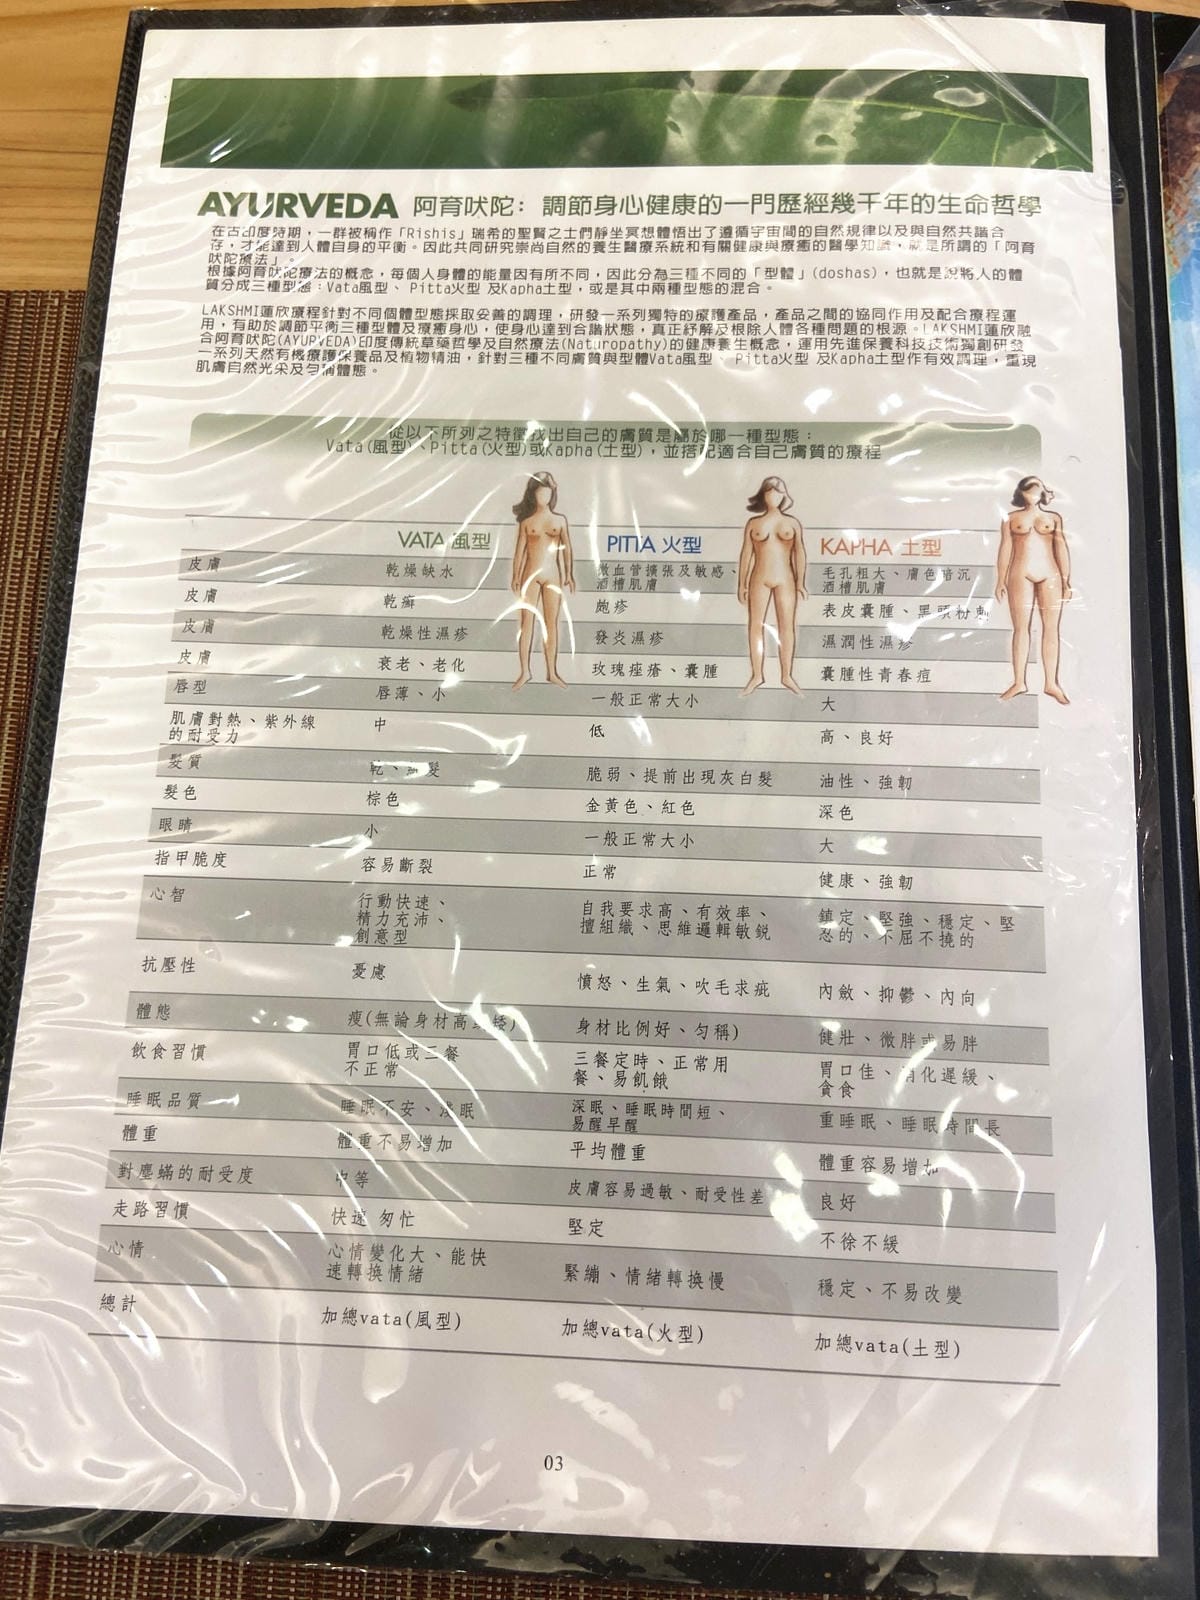 AYURVEDA 阿育吠陀：調節身心健康的一門歷經幾千年的生命哲學
在古印度時期，一群被稱作「Rishis」瑞希的聖賢之士們靜坐冥想體悟出了遵循宇宙間的自然規律以及與自然共諧合
存，才能達到人體自身的平衡。因此共同研究崇尚自然的養生醫療系統和有關健康與療癒的醫學知識，就是所謂的「阿育
吠陀療法」。
根據阿育吠陀療法的概念，每個人身體的能量因有所不同，因此分為三種不同的「型體」(doshas)，也就是說將人的體
質分成三種型態：Vata風型、Pitta火型 及Kapha土型，或是其中兩種型態的混合。
LAKSHMI蓮欣療程針對不同個體型態採取妥善的調理，研發一系列獨特的療護產品，產品之間的協同作用及配合療程運
用，有助於調節平衡三種型體及療癒身心，使身心達到合諧狀態，真正紓解及根除人體各種問題的根源。LAKSHMI蓮欣融
合阿育吠陀(AYURVEDA)印度傳統草藥哲學及自然療法(Naturopathy)的健康養生概念，運用先進保養科技技術獨創研發
一系列天然有機療護保養品及植物精油，針對三種不同膚質與型體Vata風型、Pitta火型 及Kapha土型作有效調理，重現
肌膚自然光采及勻稱體態。
從以下所列之特徵找出自己的膚質是屬於哪一種型態：
Vata(風型)、Pitta(火型)或Kapha(土型)，並搭配適合自己膚質的療程
VATA 風型 PITTA 火型 KAPHA 土型
皮膚 乾燥缺水 微血管擴張及敏感、 毛孔粗大、膚色暗沉
酒糟肌膚 酒糟肌膚
皮膚 乾癬 皰疹 表皮囊腫、黑頭粉刺
皮膚 乾燥性濕疹 發炎濕疹 濕潤性濕疹
皮膚 衰老、老化 玫瑰痤瘡、囊腫 囊腫性青春痘
唇型 唇薄、小 一般正常大小 大
肌膚對熱、紫外線 中 低 高、良好
的耐受力
髮質 乾、細髮 脆弱、提前出現灰白髮 油性、強韌
髮色 棕色 金黃色、紅色 深色
眼睛 小 一般正常大小 大
指甲脆度 容易斷裂 正常 健康、強韌
心智 行動快速、 自我要求高、有效率、 鎮定、堅強、穩定、堅
精力充沛、 擅組織、思維邏輯敏銳 忍的、不屈不撓的
創意型
抗壓性 憂慮 憤怒、生氣、吹毛求疵 內斂、抑鬱、內向
體態 瘦(無論身材高或矮) 身材比例好、勻稱) 健壯、微胖或易胖
飲食習慣 胃口低或三餐 三餐定時、正常用 胃口佳、消化遲緩、
不正常 餐、易飢餓 貪食
睡眠品質 睡眠不安、淺眠 深眠、睡眠時間短、 重睡眠、睡眠時間長
易醒早醒
體重 體重不易增加 平均體重 體重容易增加
對塵蟎的耐受度 中等 皮膚容易過敏、耐受性差 良好
走路習慣 快速 匆忙 堅定 不徐不緩
心情 心情變化大、能快 緊繃、情緒轉換慢 穩定、不易改變
速轉換情緒
總計 加總vata(風型) 加總vata(火型) 加總vata(土型)
03